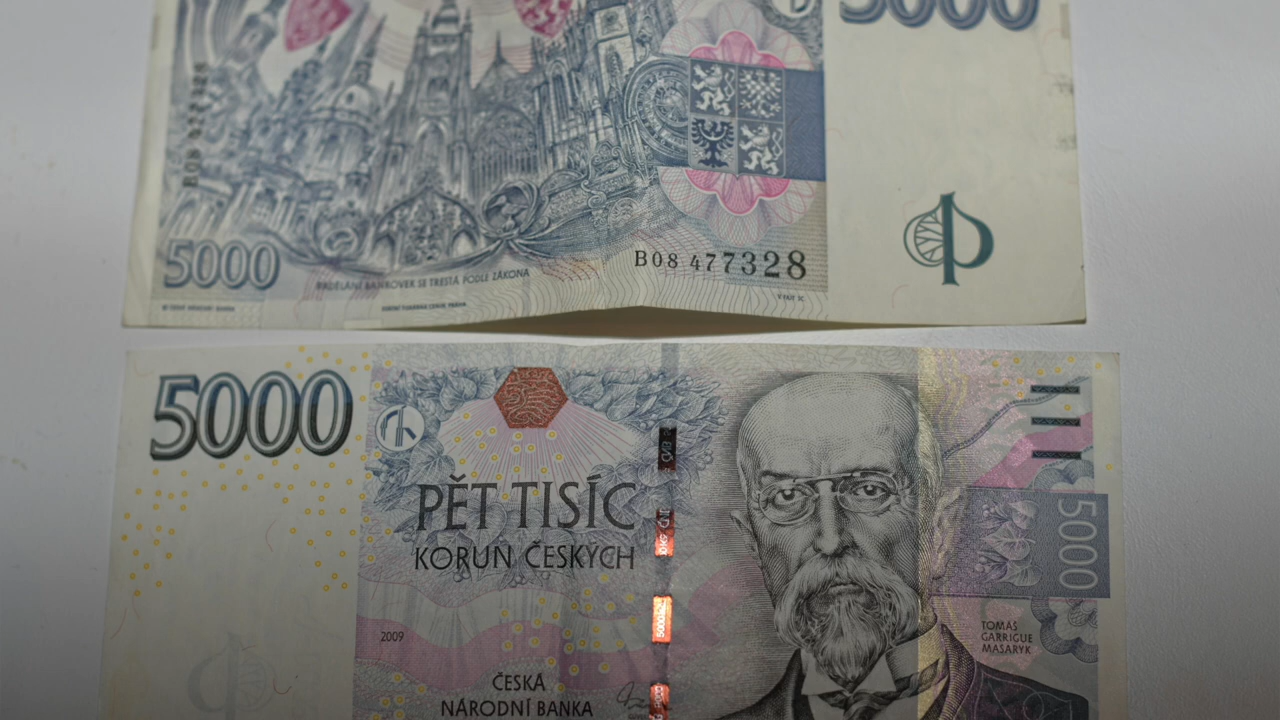 5000
5000
B08 477328
PADĚLÁNÍ BANKOVEK SE TRESTÁ PODLE ZÁKONA
5000
PĚT TISÍC
KORUN ČESKÝCH
2009
5000
TOMÁŠ
GARRIGUE
MASARYK
ČESKÁ
NÁRODNÍ BANKA